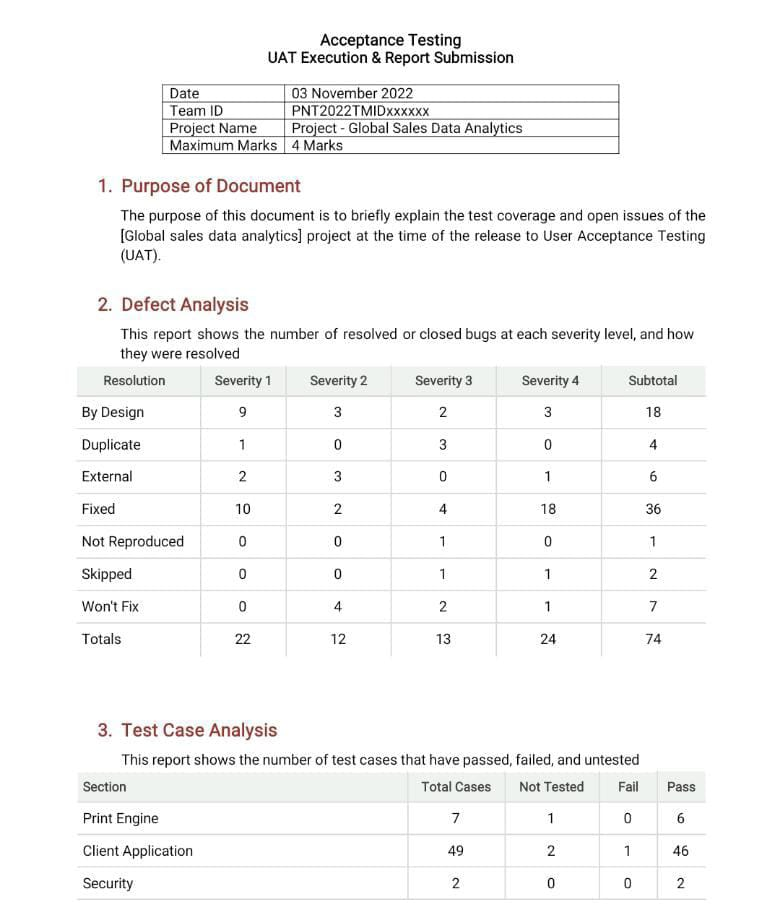 Acceptance Testing
UAT Execution & Report Submission
Date 03 November 2022
Team ID PNT2022TMIDxxxxxx
Project Name Project - Global Sales Data Analytics
Maximum Marks 4 Marks
1. Purpose of Document
The purpose of this document is to briefly explain the test coverage and open issues of the
[Global sales data analytics] project at the time of the release to User Acceptance Testing
(UAT).
2. Defect Analysis
This report shows the number of resolved or closed bugs at each severity level, and how
they were resolved
Resolution Severity 1 Severity 2 Severity 3 Severity 4 Subtotal
By Design 9 3 2 3 18
Duplicate 1 0 3 0 4
External 2 3 0 1 6
Fixed 10 2 4 18 36
Not Reproduced 0 0 1 0 1
Skipped 0 0 1 1 2
Won't Fix 0 4 2 1 7
Totals 22 12 13 24 74
3. Test Case Analysis
This report shows the number of test cases that have passed, failed, and untested
Section Total Cases Not Tested Fail Pass
Print Engine 7 1 0 6
Client Application 49 2 1 46
Security 2 0 0 2